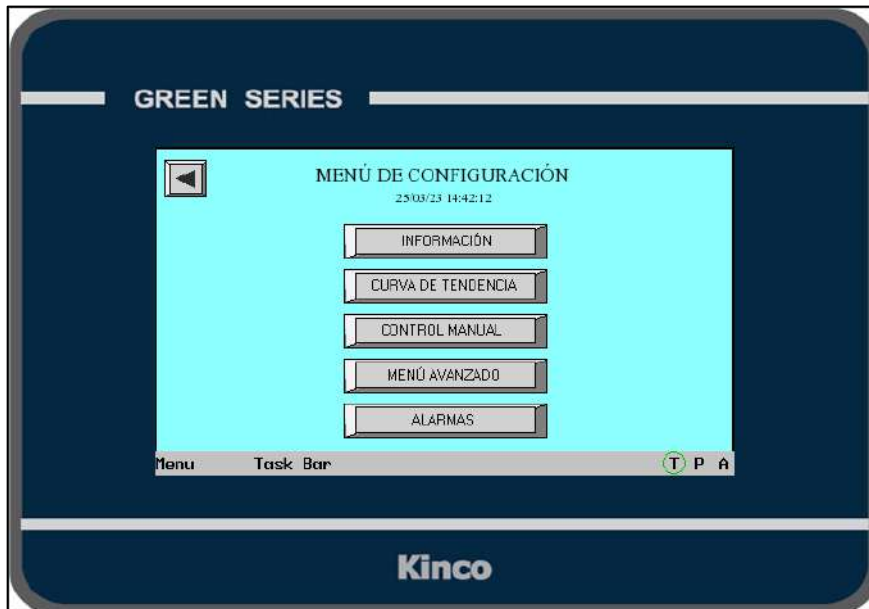 GREEN SERIES
MENÚ DE CONFIGURACIÓN
25/03/23 14:42:12
INFORMACIÓN
CURVA DE TENDENCIA
CONTROL MANUAL
MENÚ AVANZADO
ALARMAS
Menu Task Bar T P A
Kinco